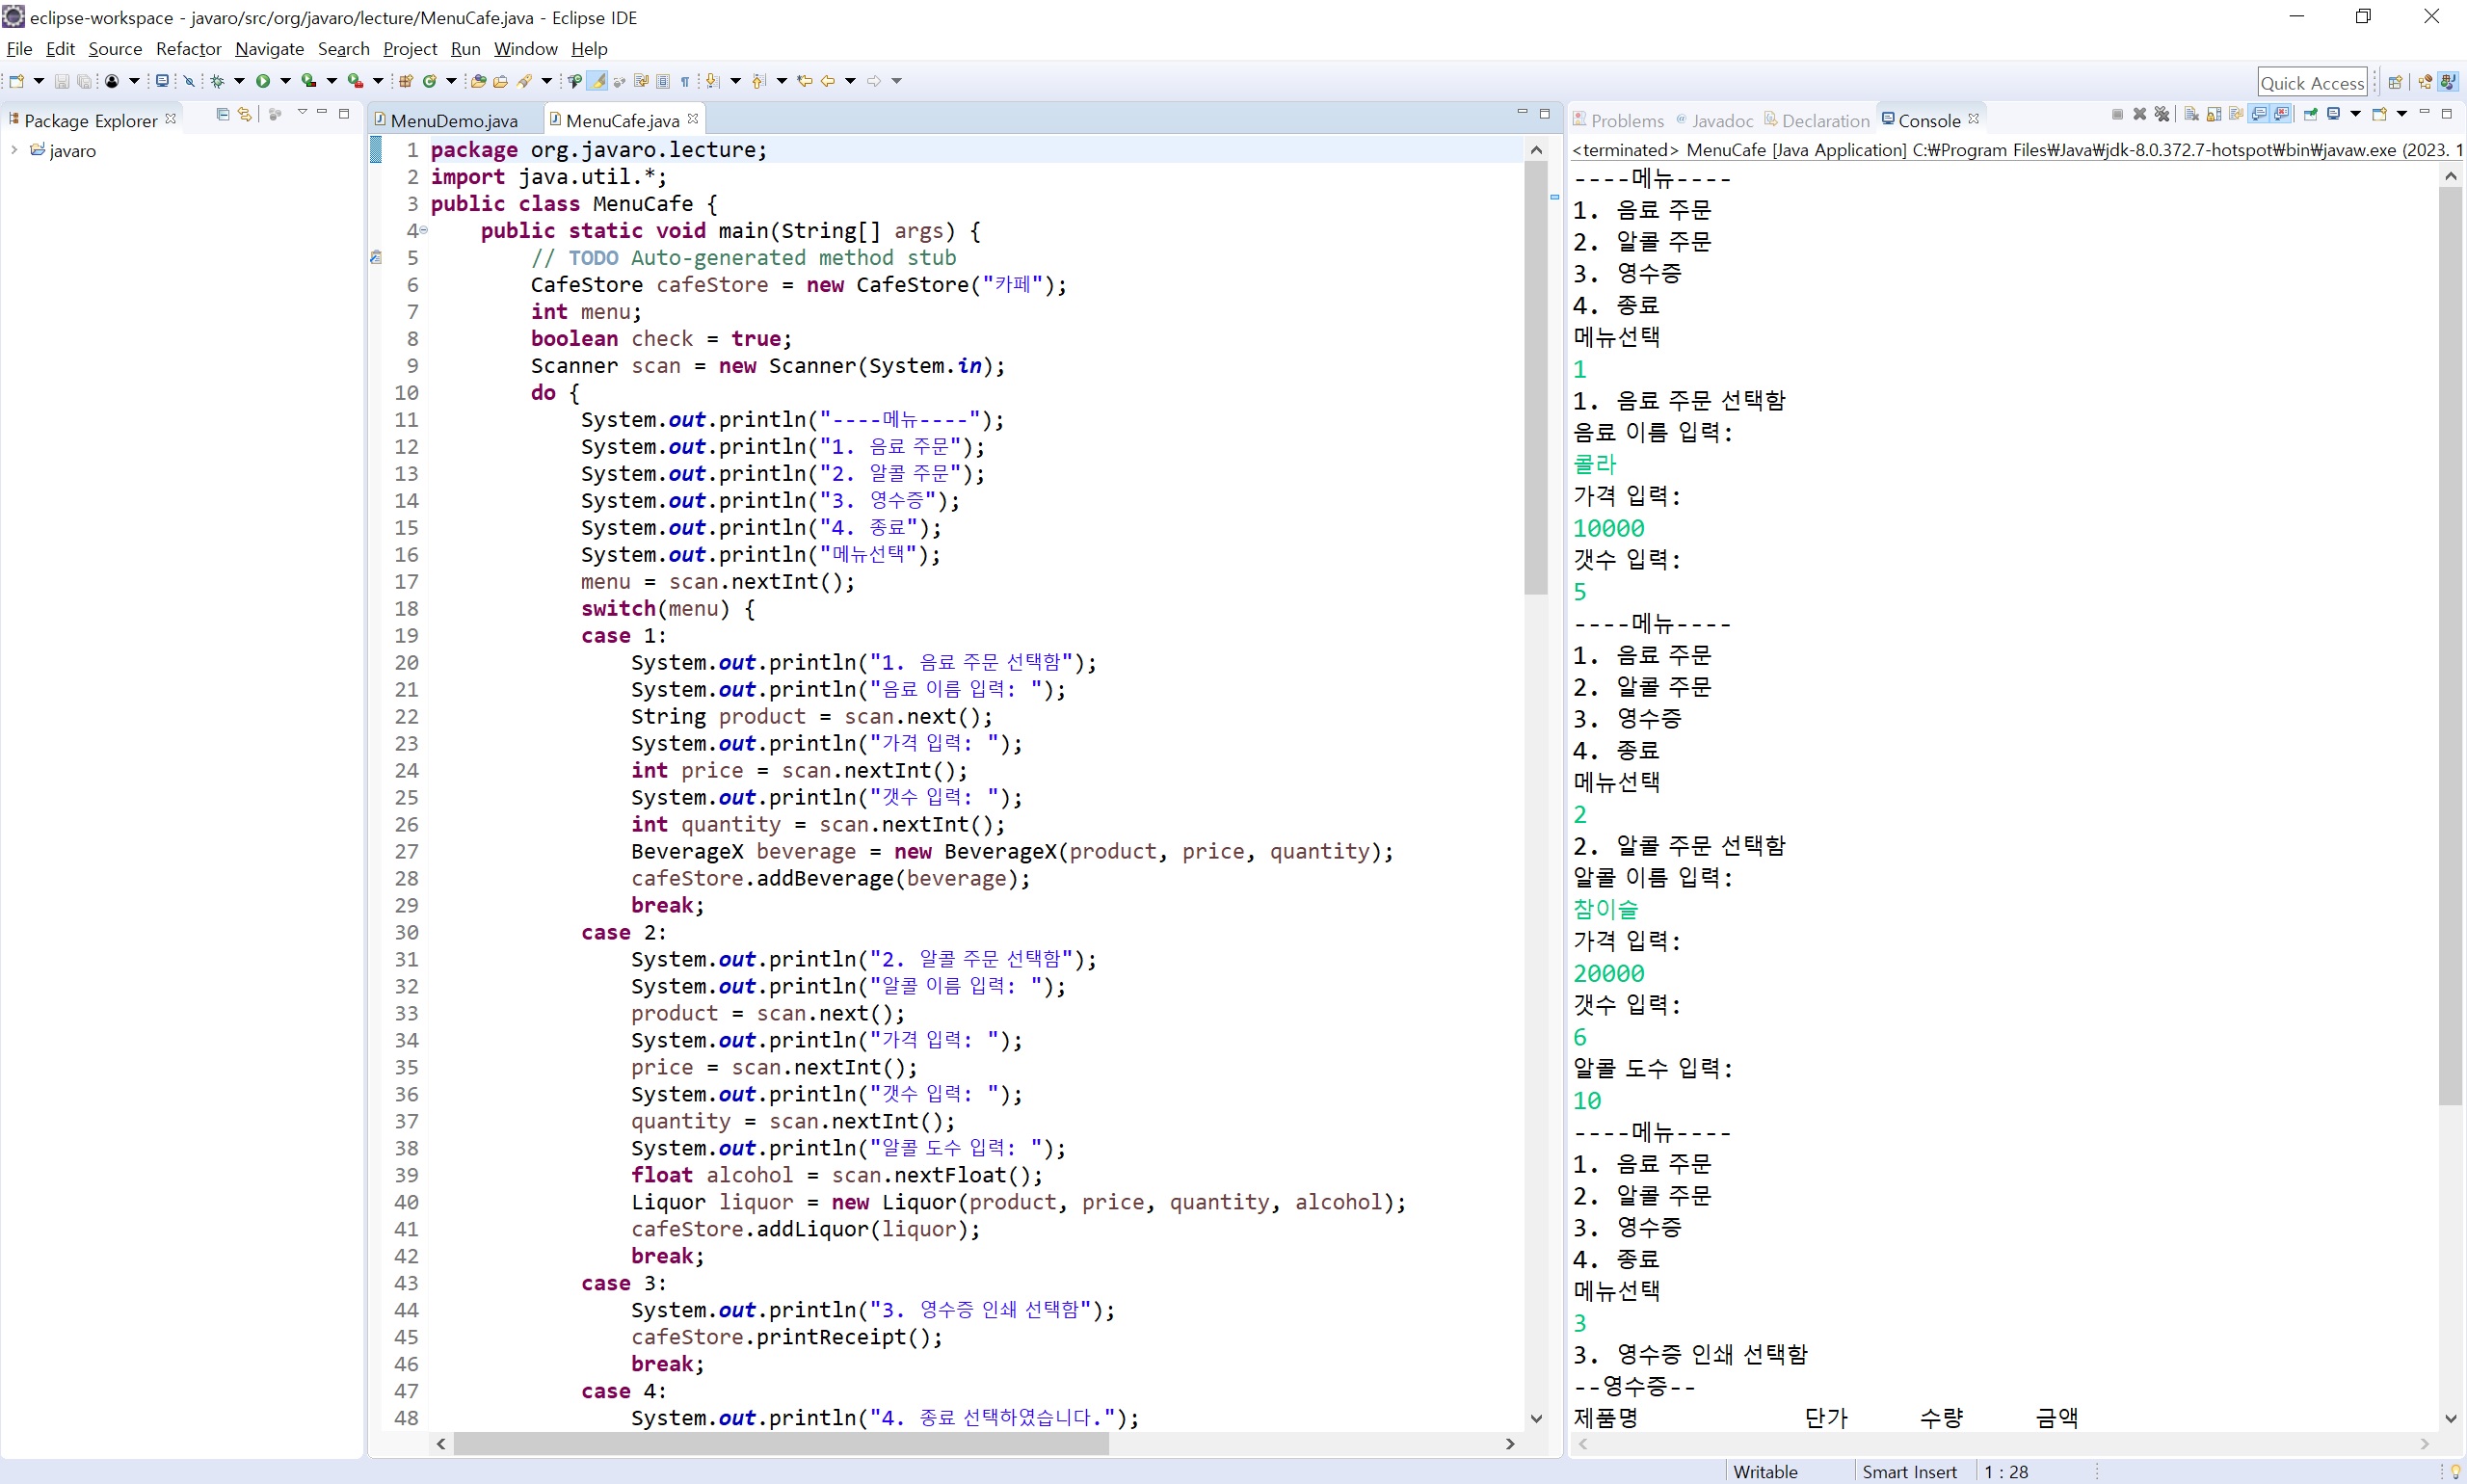 eclipse-workspace - javaro/src/org/javaro/lecture/MenuCafe.java - Eclipse IDE
File Edit Source Refactor Navigate Search Project Run Window Help
Quick Access
Package Explorer
javaro
MenuDemo.java MenuCafe.java
1 package org.javaro.lecture;
2 import java.util.*;
3 public class MenuCafe {
4 public static void main(String[] args) {
5 // TODO Auto-generated method stub
6 CafeStore cafeStore = new CafeStore("카페");
7 int menu;
8 boolean check = true;
9 Scanner scan = new Scanner(System.in);
10 do {
11 System.out.println("----메뉴----");
12 System.out.println("1. 음료 주문");
13 System.out.println("2. 알콜 주문");
14 System.out.println("3. 영수증");
15 System.out.println("4. 종료");
16 System.out.println("메뉴선택");
17 menu = scan.nextInt();
18 switch(menu) {
19 case 1:
20 System.out.println("1. 음료 주문 선택함");
21 System.out.println("음료 이름 입력: ");
22 String product = scan.next();
23 System.out.println("가격 입력: ");
24 int price = scan.nextInt();
25 System.out.println("갯수 입력: ");
26 int quantity = scan.nextInt();
27 BeverageX beverage = new BeverageX(product, price, quantity);
28 cafeStore.addBeverage(beverage);
29 break;
30 case 2:
31 System.out.println("2. 알콜 주문 선택함");
32 System.out.println("알콜 이름 입력: ");
33 product = scan.next();
34 System.out.println("가격 입력: ");
35 price = scan.nextInt();
36 System.out.println("갯수 입력: ");
37 quantity = scan.nextInt();
38 System.out.println("알콜 도수 입력: ");
39 float alcohol = scan.nextFloat();
40 Liquor liquor = new Liquor(product, price, quantity, alcohol);
41 cafeStore.addLiquor(liquor);
42 break;
43 case 3:
44 System.out.println("3. 영수증 인쇄 선택함");
45 cafeStore.printReceipt();
46 break;
47 case 4:
48 System.out.println("4. 종료 선택하였습니다.");
Problems Javadoc Declaration Console
<terminated> MenuCafe [Java Application] C:₩Program Files₩Java₩jdk-8.0.372.7-hotspot₩bin₩javaw.exe (2023. 1
----메뉴----
1. 음료 주문
2. 알콜 주문
3. 영수증
4. 종료
메뉴선택
1
1. 음료 주문 선택함
음료 이름 입력:
콜라
가격 입력:
10000
갯수 입력:
5
----메뉴----
1. 음료 주문
2. 알콜 주문
3. 영수증
4. 종료
메뉴선택
2
2. 알콜 주문 선택함
알콜 이름 입력:
참이슬
가격 입력:
20000
갯수 입력:
6
알콜 도수 입력:
10
----메뉴----
1. 음료 주문
2. 알콜 주문
3. 영수증
4. 종료
메뉴선택
3
3. 영수증 인쇄 선택함
--영수증--
제품명 단가 수량 금액
Writable Smart Insert 1 : 28